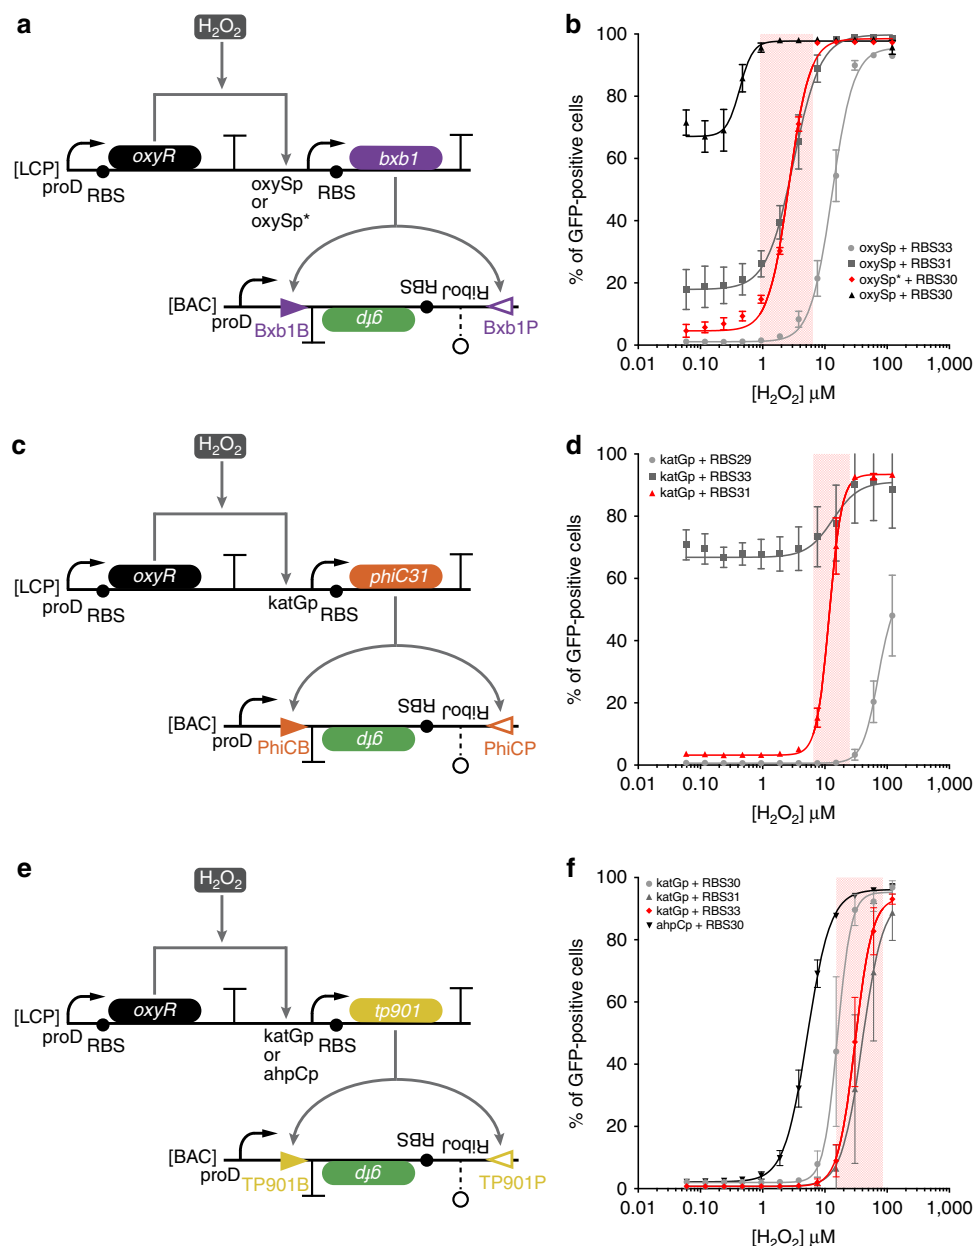 a
H₂O₂
oxyR
bxb1
[LCP]
proD
RBS
oxySp
or
oxySp*
RBS
[BAC]
proD
Bxb1B
gfp
RBS
RiboJ
Bxb1P
b
% of GFP-positive cells
100
80
60
40
20
0
oxySp + RBS33
oxySp + RBS31
oxySp* + RBS30
oxySp + RBS30
0.01 0.10 1 10 100 1,000
[H₂O₂] μM
c
H₂O₂
oxyR
phiC31
[LCP]
proD
RBS
katGp
RBS
[BAC]
proD
PhiCB
gfp
RBS
RiboJ
PhiCP
d
% of GFP-positive cells
100
80
60
40
20
0
katGp + RBS29
katGp + RBS33
katGp + RBS31
0.01 0.10 1 10 100 1,000
[H₂O₂] μM
e
H₂O₂
oxyR
tp901
[LCP]
proD
RBS
katGp
or
ahpCp
RBS
[BAC]
proD
TP901B
gfp
RBS
RiboJ
TP901P
f
% of GFP-positive cells
100
80
60
40
20
0
katGp + RBS30
katGp + RBS31
katGp + RBS33
ahpCp + RBS30
0.01 0.10 1 10 100 1,000
[H₂O₂] μM